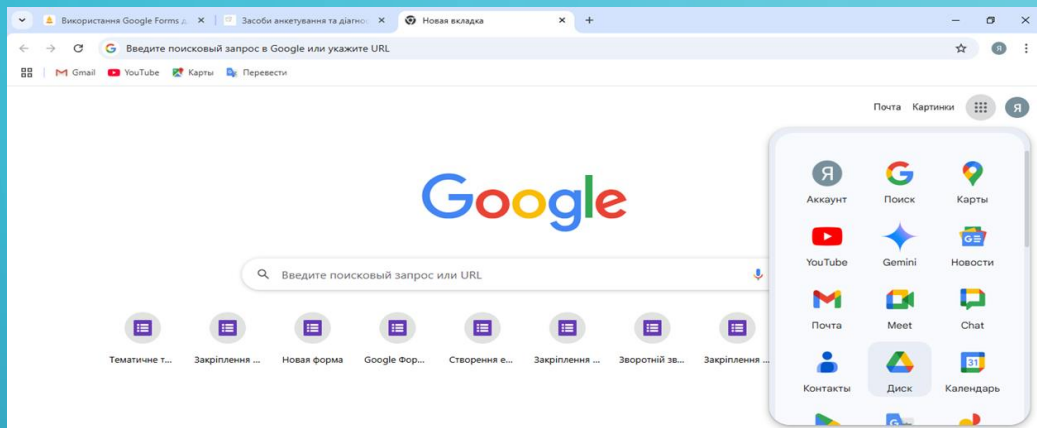 Використання Google Forms д
Засоби анкетування та діагнос
Новая вкладка
Введите поисковый запрос в Google или укажите URL
Я
Gmail
YouTube
Карты
Перевести
Почта
Картинки
Я
Google
Введите поисковый запрос или URL
Тематичне т...
Закріплення ...
Новая форма
Google Фор...
Створення е...
Закріплення ...
Зворотній зв...
Закріплення ...
Я
Аккаунт
Поиск
Карты
YouTube
Gemini
Новости
Почта
Meet
Chat
31
Контакты
Диск
Календарь